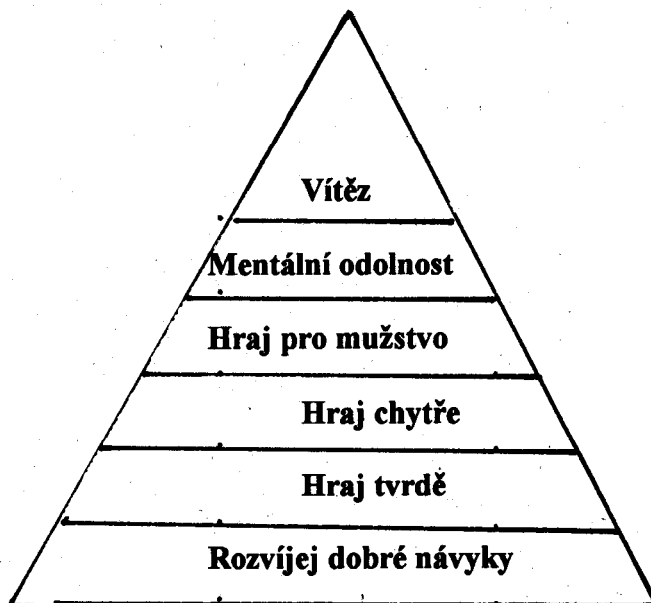 Vítěz
Mentální odolnost
Hraj pro mužstvo
Hraj chytře
Hraj tvrdě
Rozvíjej dobré návyky